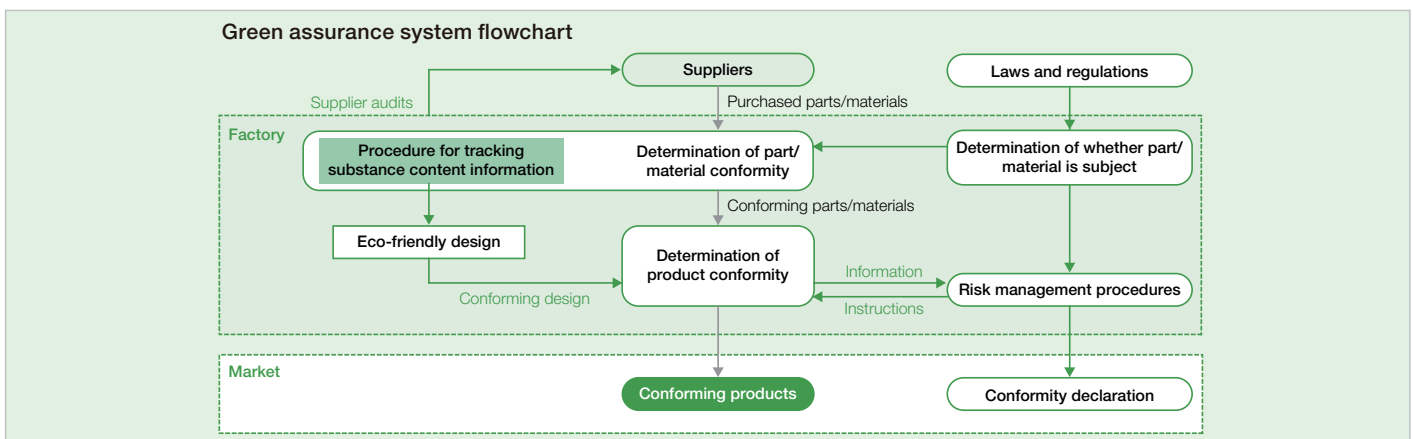 Green assurance system flowchart
Suppliers
Laws and regulations
Supplier audits
Purchased parts/materials
Factory
Procedure for tracking
substance content information
Determination of part/
material conformity
Determination of whether part/
material is subject
Conforming parts/materials
Eco-friendly design
Determination of
product conformity
Information
Conforming design
Instructions
Risk management procedures
Market
Conforming products
Conformity declaration